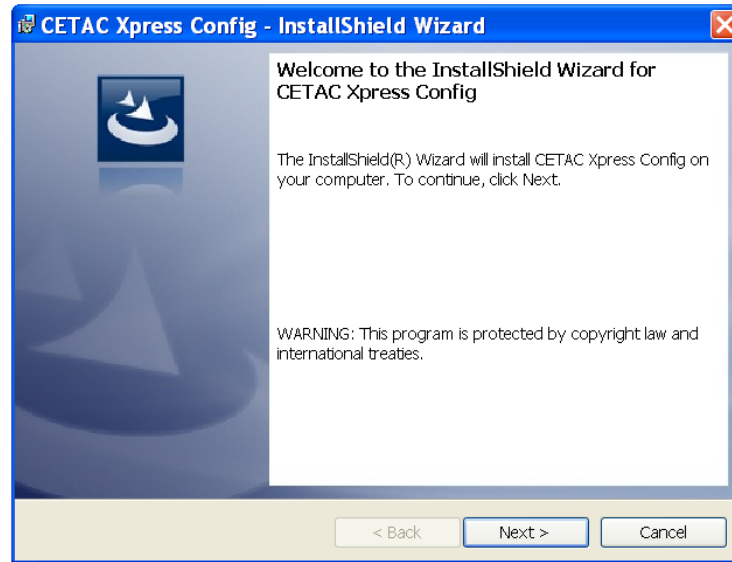 CETAC Xpress Config - InstallShield Wizard
Welcome to the InstallShield Wizard for
CETAC Xpress Config
The InstallShield(R) Wizard will install CETAC Xpress Config on
your computer. To continue, click Next.
WARNING: This program is protected by copyright law and
international treaties.
< Back
Next >
Cancel